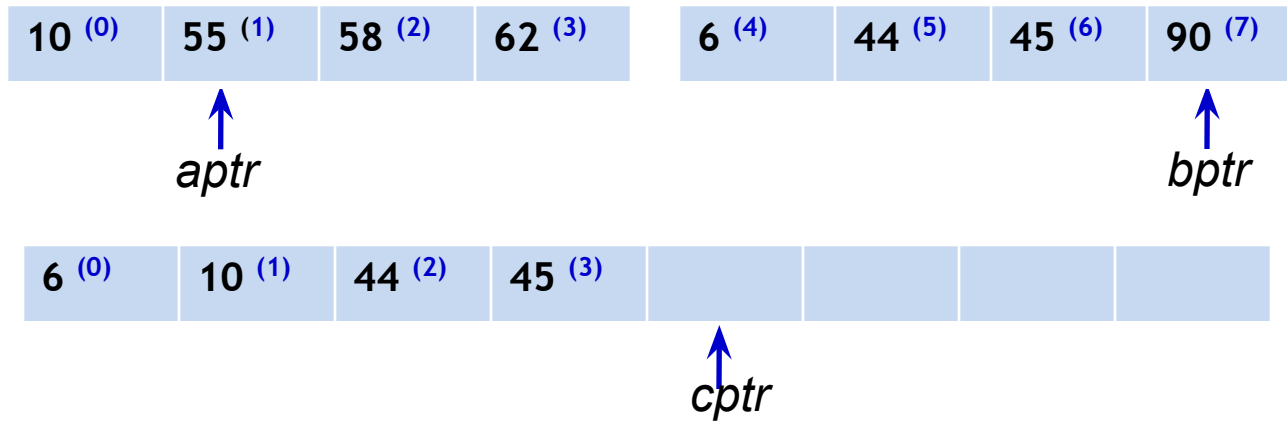 10 (0) 55 (1) 58 (2) 62 (3) 6 (4) 44 (5) 45 (6) 90 (7)
aptr bptr
6 (0) 10 (1) 44 (2) 45 (3)
cptr